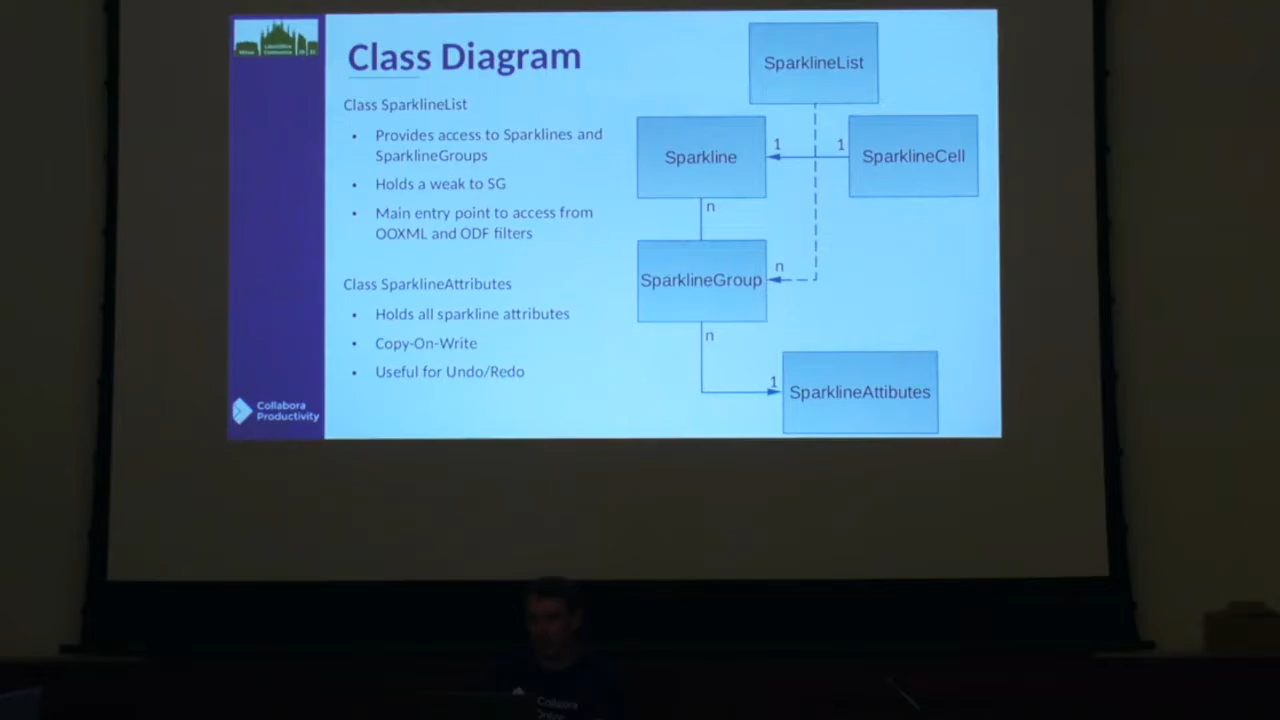 Class Diagram
Class SparklineList
• Provides access to Sparklines and
SparklineGroups
• Holds a weak to SG
• Main entry point to access from
OOXML and ODF filters
Class SparklineAttributes
• Holds all sparkline attributes
• Copy-On-Write
• Useful for Undo/Redo
SparklineList
Sparkline
1
1
SparklineCell
n
SparklineGroup
n
n
1
SparklineAttibutes
Collabora
Productivity
Collabora